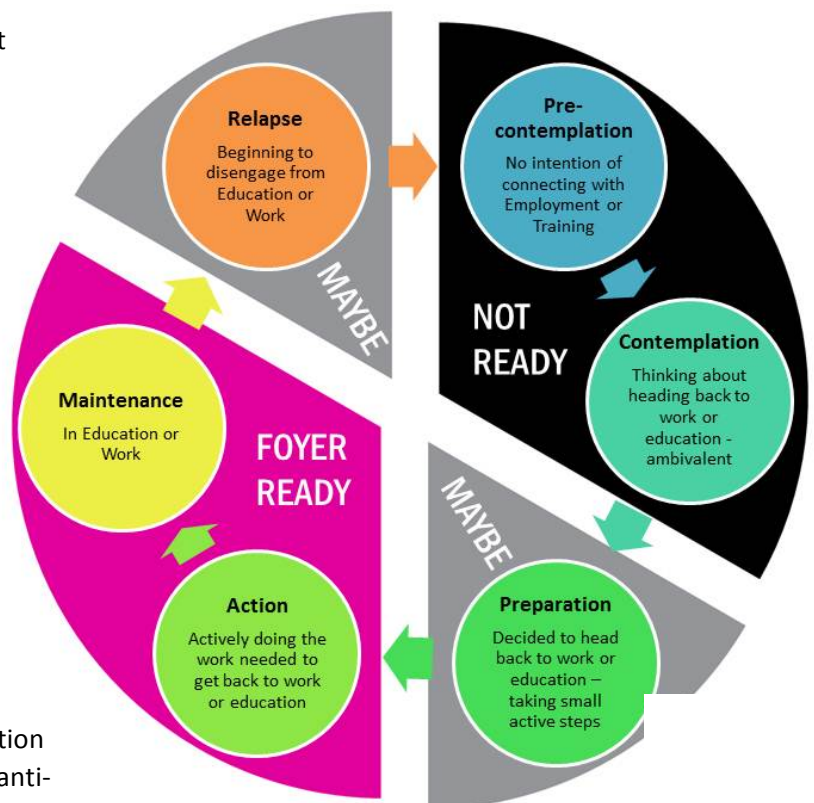 t
Relapse
Beginning to
disengage from
Education or
Work
MAYBE
Pre-
contemplation
No intention of
connecting with
Employment or
Training
NOT
READY
Contemplation
Thinking about
heading back to
work or
education -
ambivalent
MAYBE
Preparation
Decided to head
back to work or
education –
taking small
active steps
Action
Actively doing the
work needed to
get back to work
or education
FOYER
READY
Maintenance
In Education or
Work
tion
anti-